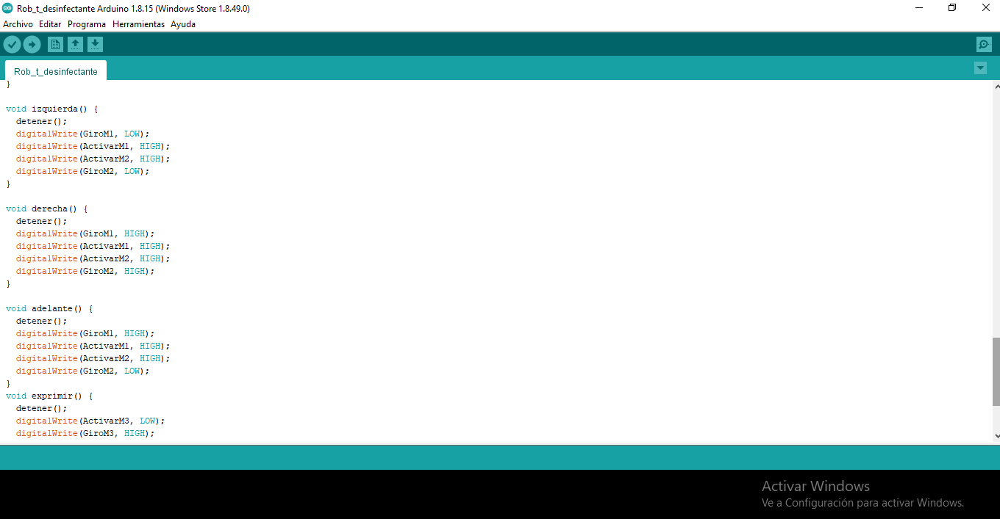 Rob_t_desinfectante Arduino 1.8.15 (Windows Store 1.8.49.0)
Archivo Editar Programa Herramientas Ayuda
Rob_t_desinfectante
}
void izquierda() {
  detener();
  digitalWrite(GiroM1, LOW);
  digitalWrite(ActivarM1, HIGH);
  digitalWrite(ActivarM2, HIGH);
  digitalWrite(GiroM2, LOW);
}
void derecha() {
  detener();
  digitalWrite(GiroM1, HIGH);
  digitalWrite(ActivarM1, HIGH);
  digitalWrite(ActivarM2, HIGH);
  digitalWrite(GiroM2, HIGH);
}
void adelante() {
  detener();
  digitalWrite(GiroM1, HIGH);
  digitalWrite(ActivarM1, HIGH);
  digitalWrite(ActivarM2, HIGH);
  digitalWrite(GiroM2, LOW);
}
void exprimir() {
  detener();
  digitalWrite(ActivarM3, LOW);
  digitalWrite(GiroM3, HIGH);
Activar Windows
Ve a Configuración para activar Windows.